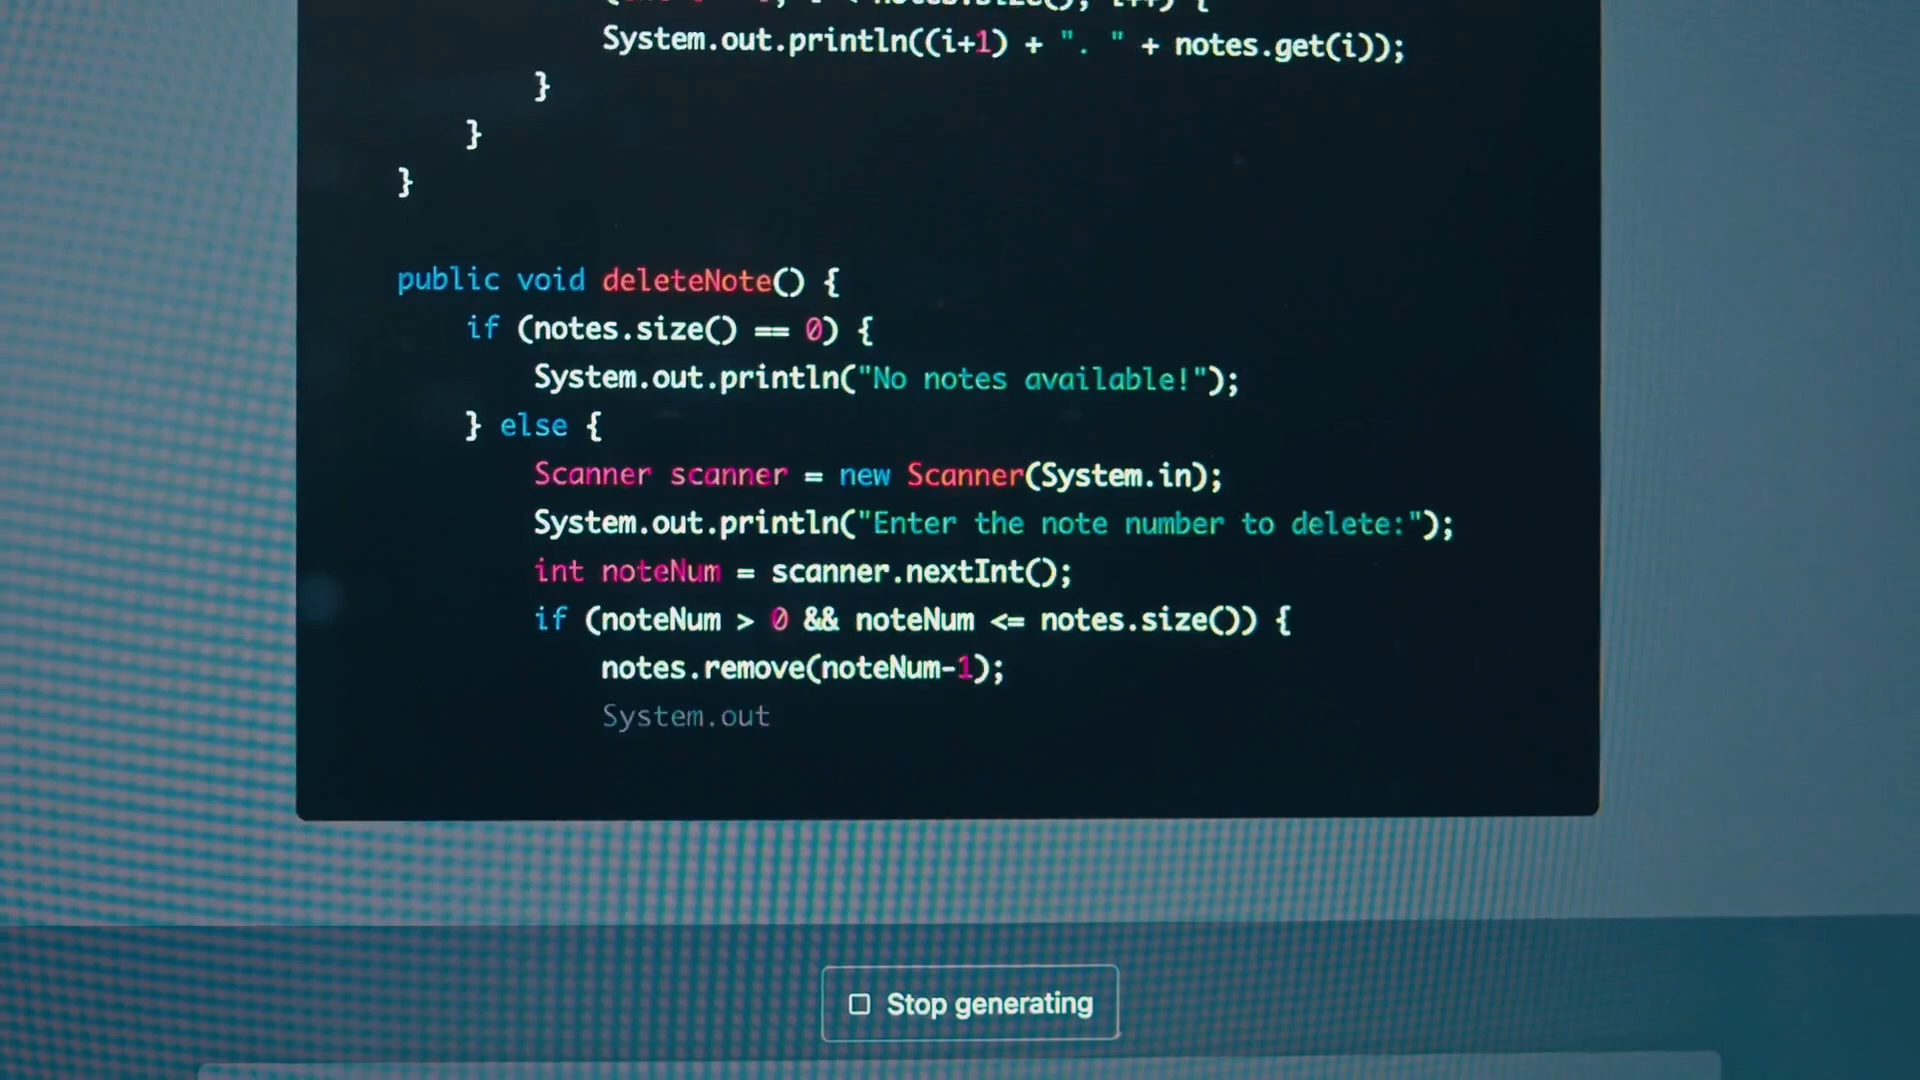 System.out.println((i+1) + ". " + notes.get(i));
}
}
}
public void deleteNote() {
if (notes.size() == 0) {
System.out.println("No notes available!");
} else {
Scanner scanner = new Scanner(System.in);
System.out.println("Enter the note number to delete:");
int noteNum = scanner.nextInt();
if (noteNum > 0 && noteNum <= notes.size()) {
notes.remove(noteNum-1);
System.out
Stop generating